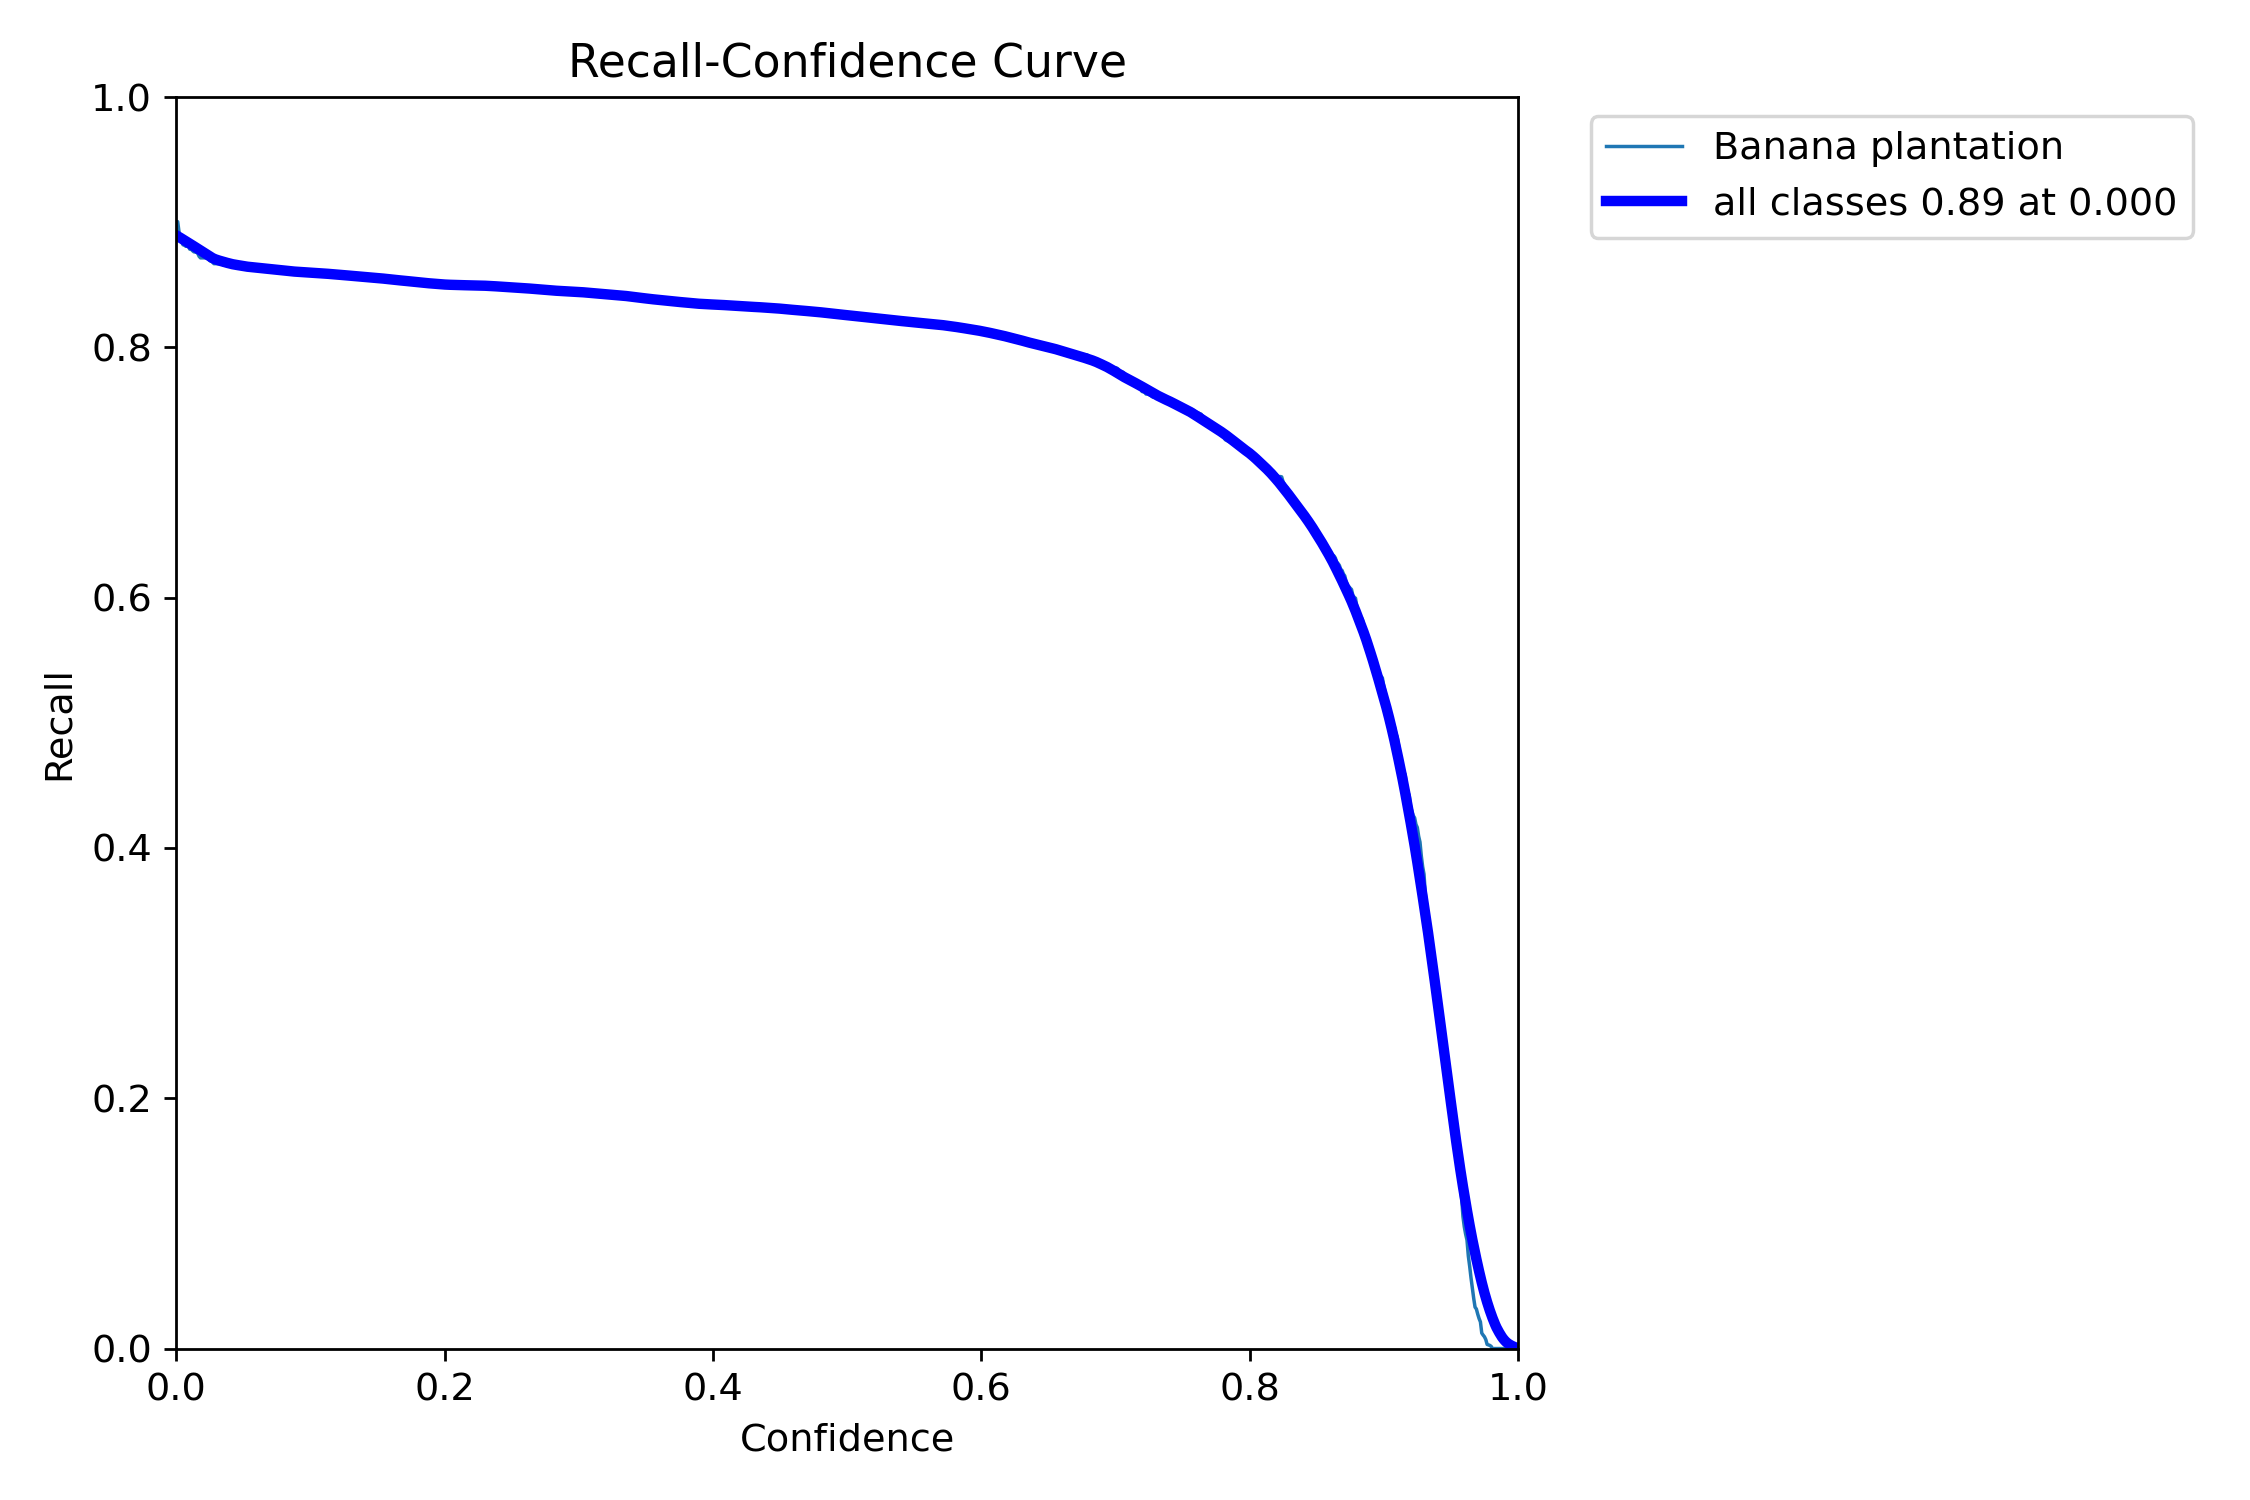 Recall-Confidence Curve
1.0
0.8
0.6
0.4
0.2
0.0
Recall
0.0 0.2 0.4 0.6 0.8 1.0
Confidence
Banana plantation
all classes 0.89 at 0.000